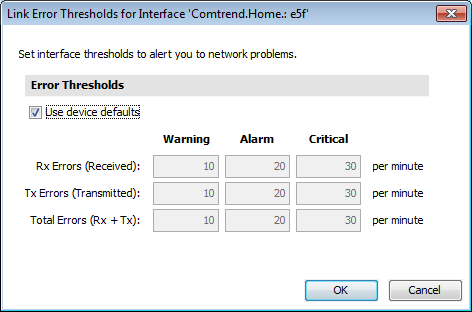 Link Error Thresholds for Interface 'Comtrend.Home.: e5f'
Set interface thresholds to alert you to network problems.
Error Thresholds
Use device defaults
Warning Alarm Critical
Rx Errors (Received): 10 20 30 per minute
Tx Errors (Transmitted): 10 20 30 per minute
Total Errors (Rx + Tx): 10 20 30 per minute
OK Cancel